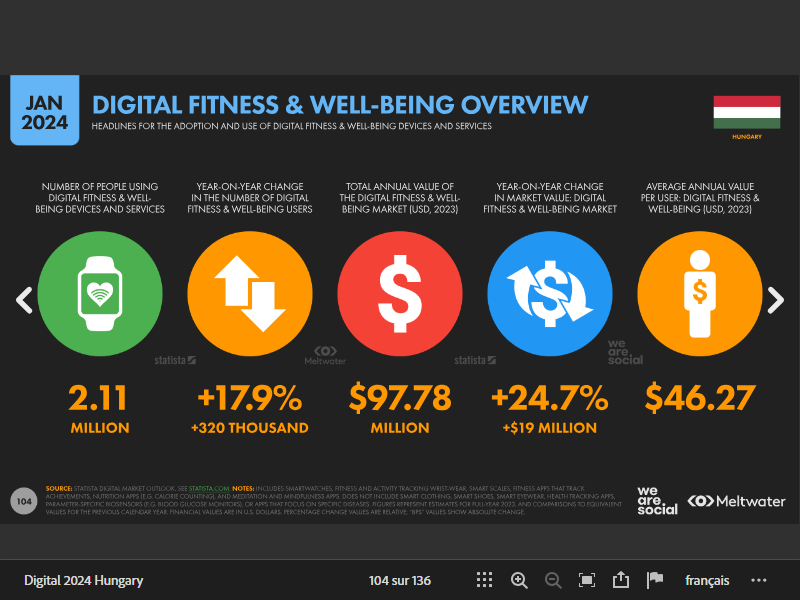 JAN
2024
DIGITAL FITNESS & WELL-BEING OVERVIEW
HEADLINES FOR THE ADOPTION AND USE OF DIGITAL FITNESS & WELL-BEING DEVICES AND SERVICES
HUNGARY
NUMBER OF PEOPLE USING
DIGITAL FITNESS & WELL-
BEING DEVICES AND SERVICES
YEAR-ON-YEAR CHANGE
IN THE NUMBER OF DIGITAL
FITNESS & WELL-BEING USERS
TOTAL ANNUAL VALUE OF
THE DIGITAL FITNESS & WELL-
BEING MARKET (USD, 2023)
YEAR-ON-YEAR CHANGE
IN MARKET VALUE: DIGITAL
FITNESS & WELL-BEING MARKET
AVERAGE ANNUAL VALUE
PER USER: DIGITAL FITNESS &
WELL-BEING (USD, 2023)
$
$
$
statista
Meltwater
statista
we
are.
social
2.11
MILLION
+17.9%
+320 THOUSAND
$97.78
MILLION
+24.7%
+$19 MILLION
$46.27
104
SOURCE: STATISTA DIGITAL MARKET OUTLOOK. SEE STATISTA.COM. NOTES: INCLUDES SMARTWATCHES, FITNESS AND ACTIVITY TRACKING WRIST-WEAR, SMART SCALES, FITNESS APPS THAT TRACK
ACHIEVEMENTS, NUTRITION APPS (E.G. CALORIE COUNTING), AND MEDITATION AND MINDFULNESS APPS. DOES NOT INCLUDE SMART CLOTHING, SMART SHOES, SMART EYEWEAR, HEALTH TRACKING APPS,
PARAMETER-SPECIFIC BIOSENSORS (E.G. BLOOD GLUCOSE MONITORS), OR APPS THAT FOCUS ON SPECIFIC DISEASES. FIGURES REPRESENT ESTIMATES FOR FULL-YEAR 2023, AND COMPARISONS TO EQUIVALENT
VALUES FOR THE PREVIOUS CALENDAR YEAR. FINANCIAL VALUES ARE IN U.S. DOLLARS. PERCENTAGE CHANGE VALUES ARE RELATIVE. "BPS" VALUES SHOW ABSOLUTE CHANGE.
we
are.
social
Meltwater
Digital 2024 Hungary
104 sur 136
français